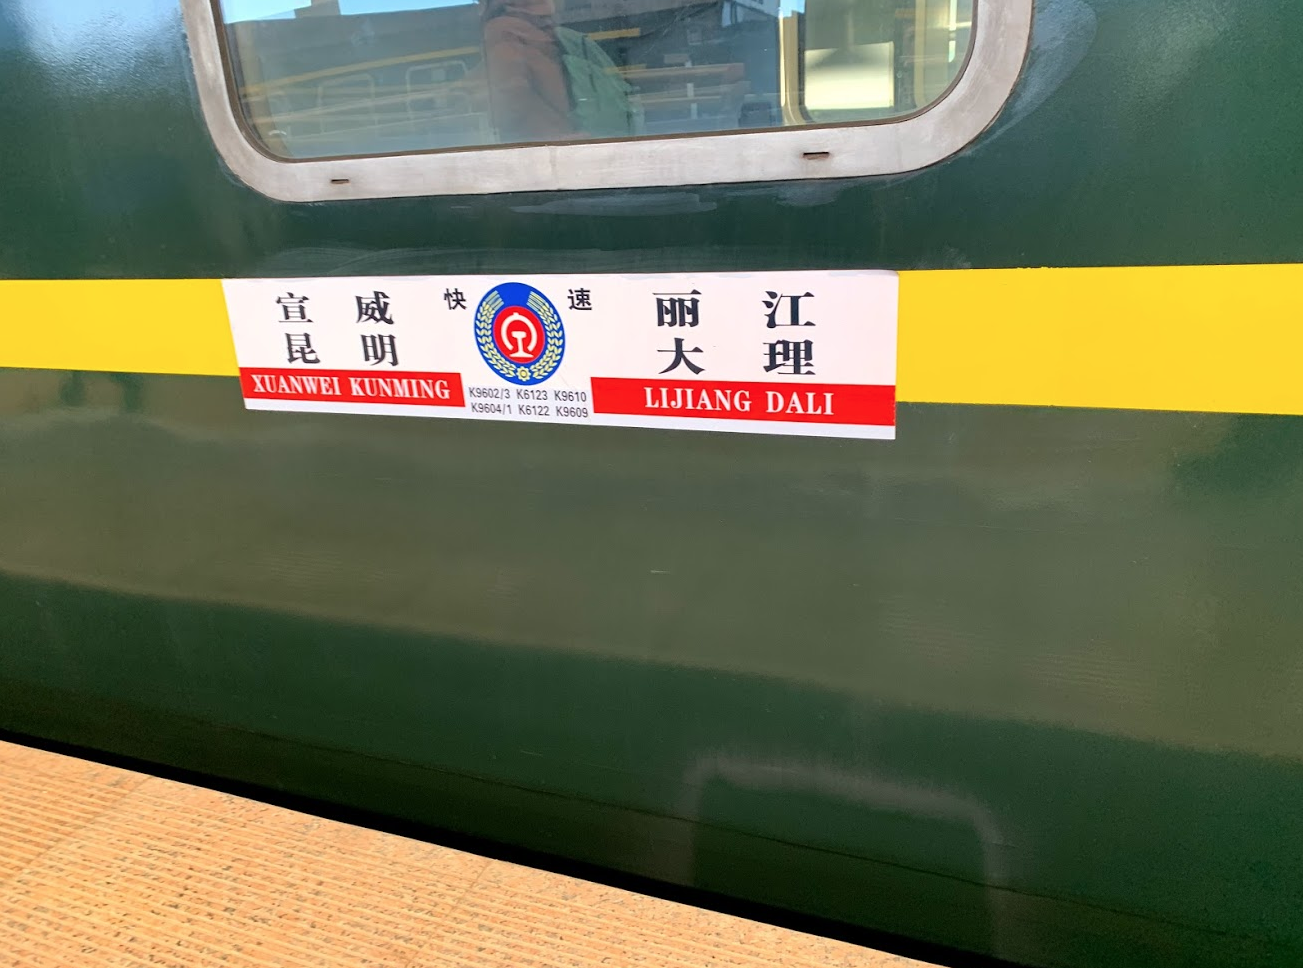 宣威 快速 丽江
昆明 大理
XUANWEI KUNMING LIJIANG DALI
K9602/3 K6123 K9610
K9604/1 K6122 K9609